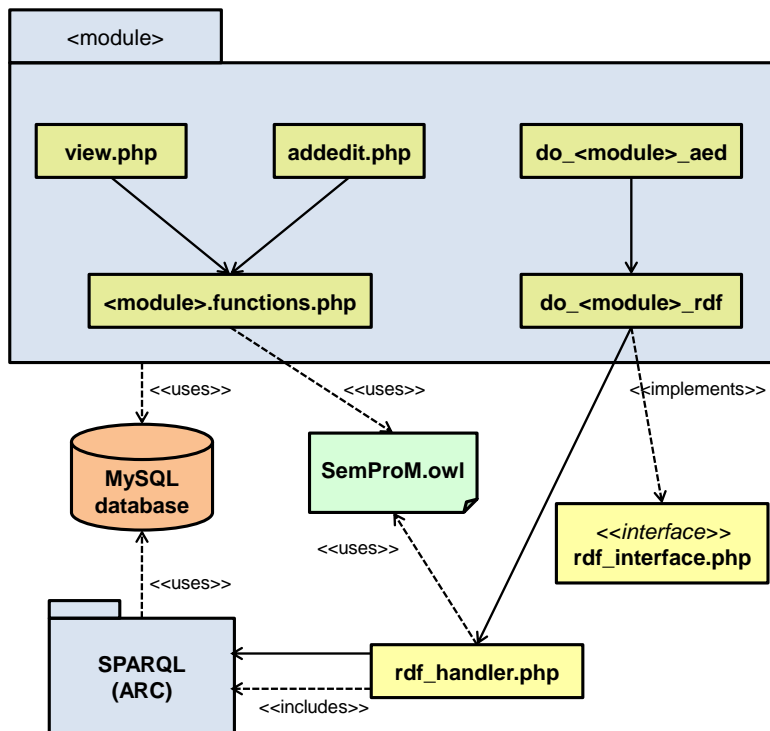 <module>
view.php
addedit.php
do_<module>_aed
<module>.functions.php
do_<module>_rdf
<<uses>>
<<uses>>
<<implements>>
MySQL
database
SemProM.owl
<<interface>>
rdf_interface.php
<<uses>>
<<uses>>
SPARQL
(ARC)
rdf_handler.php
<<includes>>